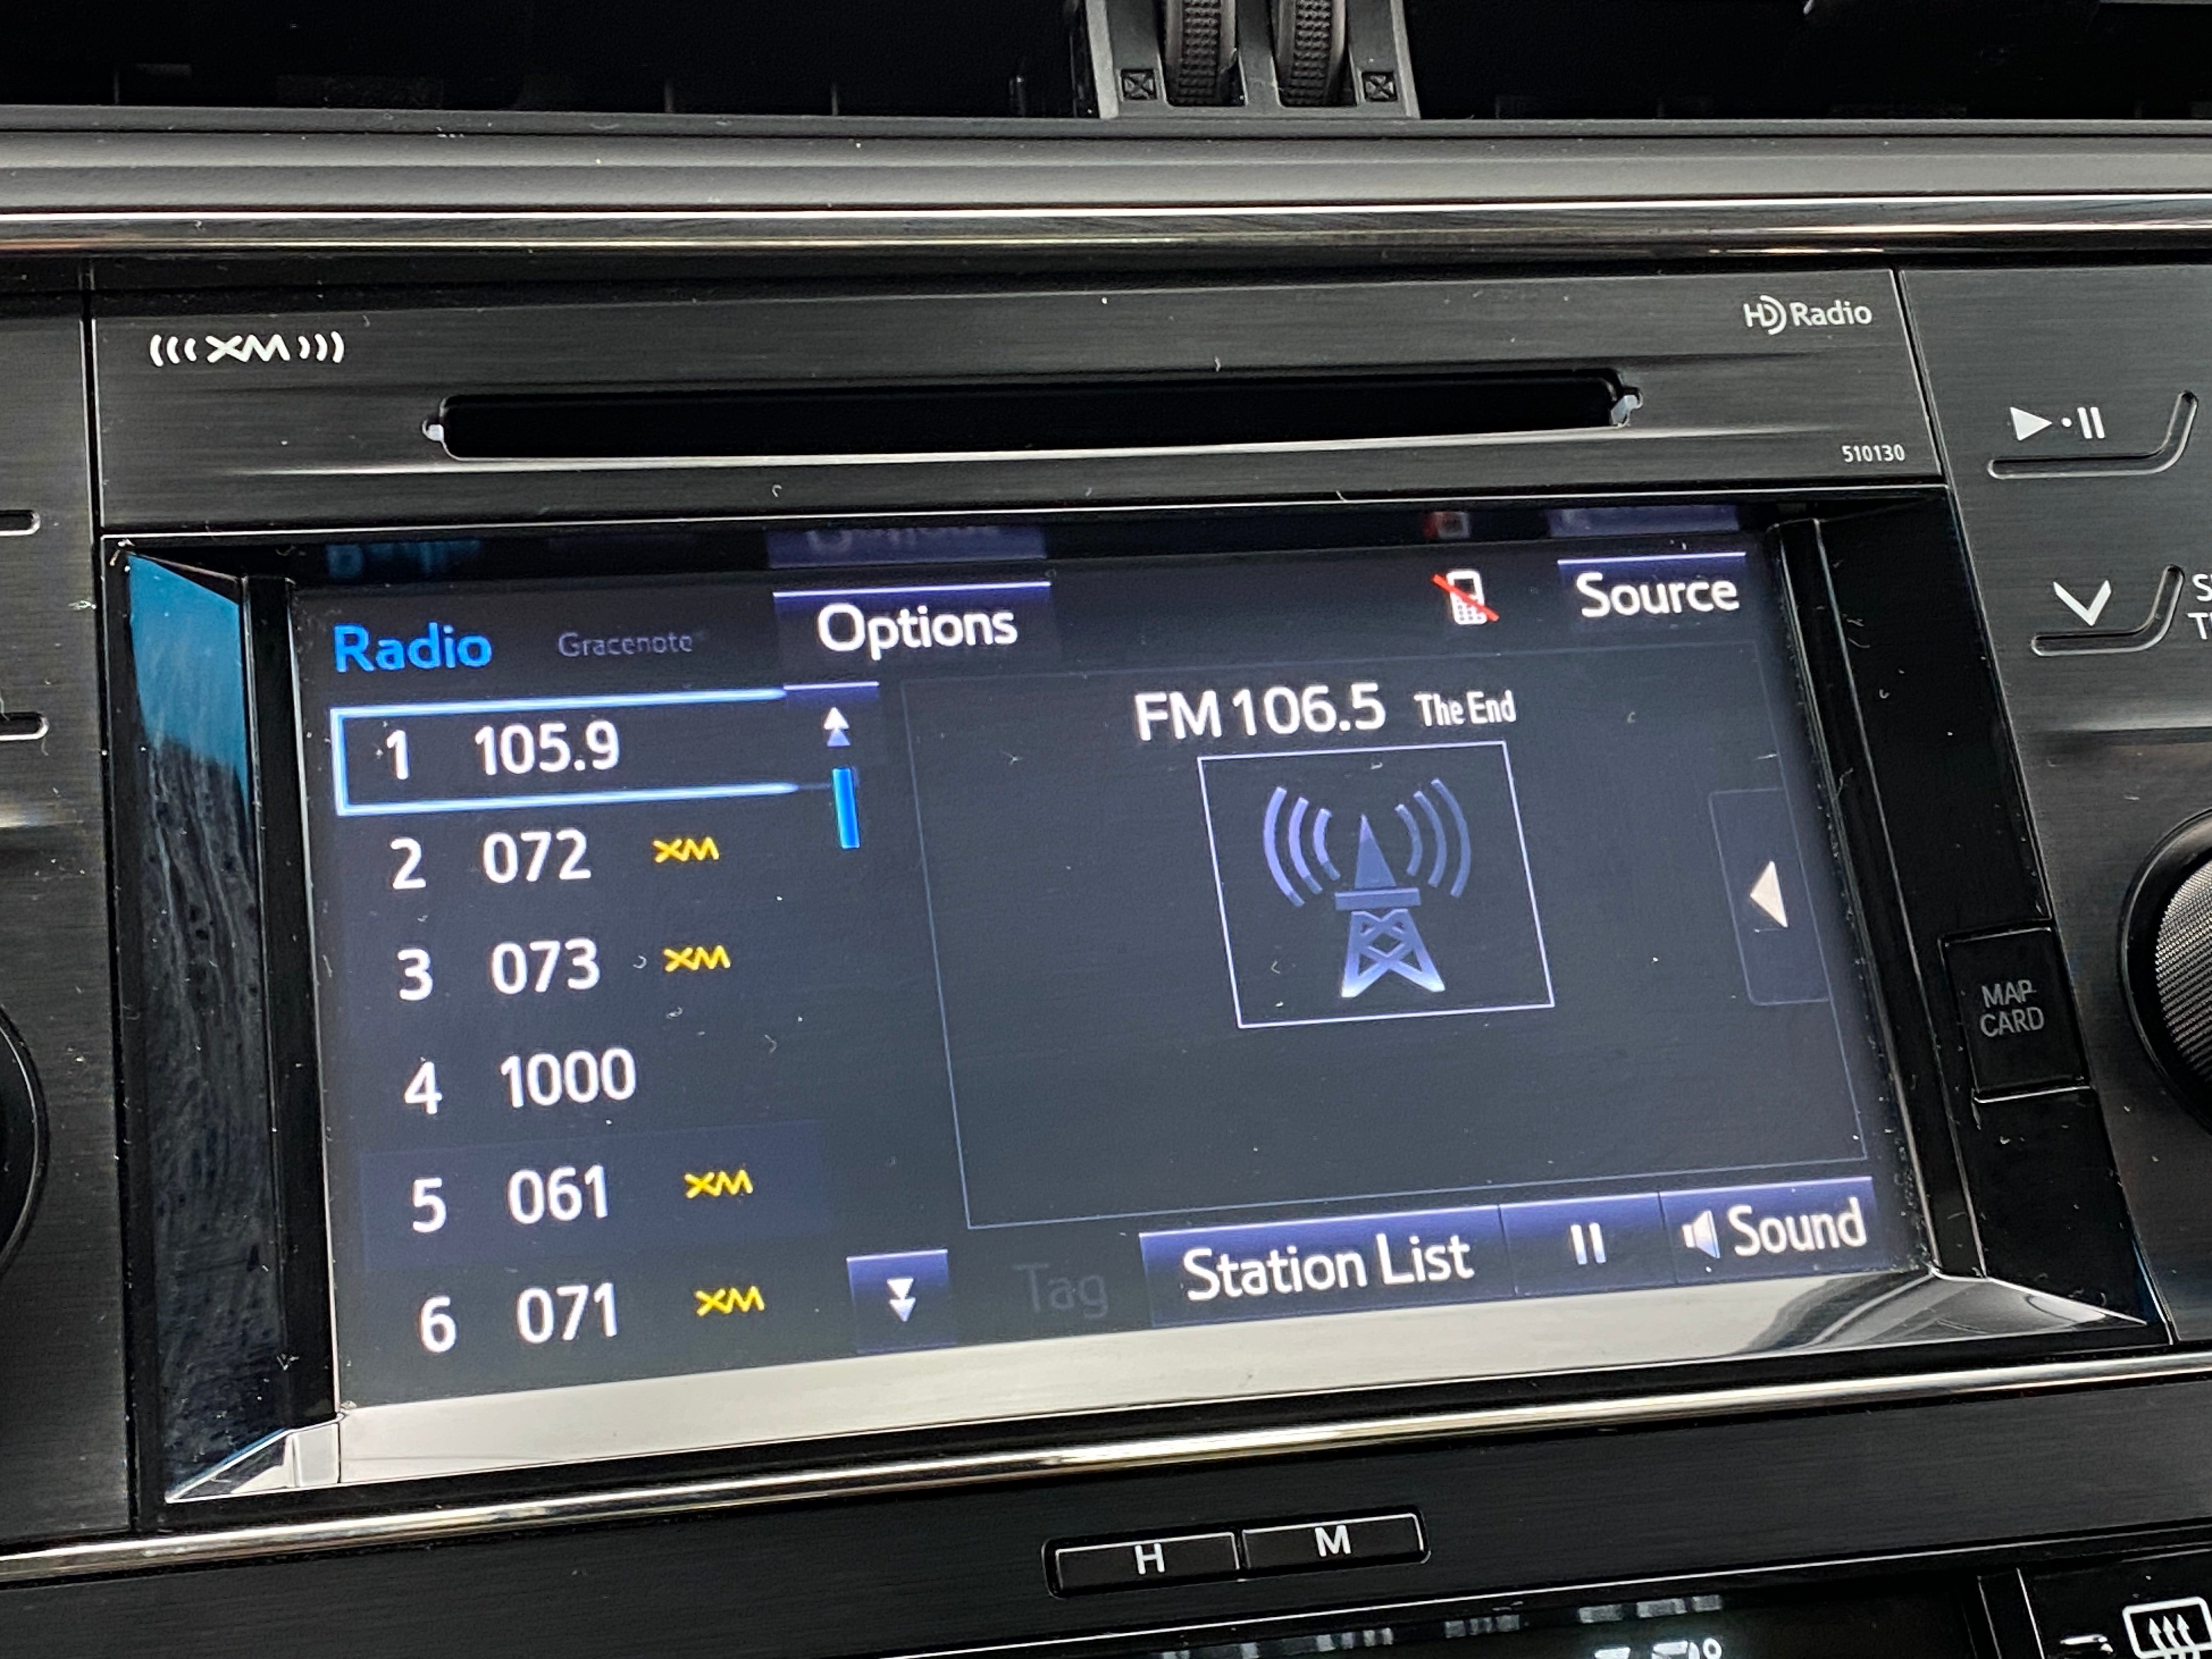 XM
HD Radio
510130
Radio Gracenote Options Source
1 105.9
2 072 XM
3 073 XM
4 1000
5 061 XM
6 071 XM
FM 106.5 The End
Tag Station List Sound
MAP CARD
H M